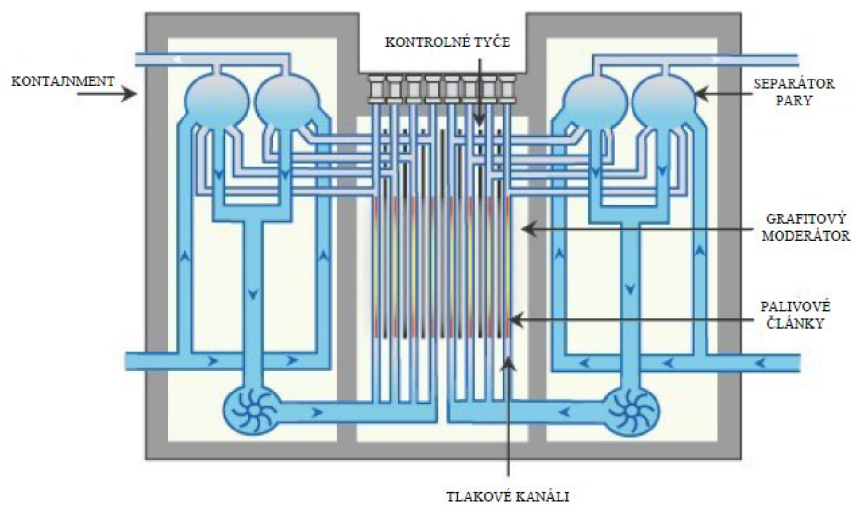 KONTROLNÉ TYČE
KONTAJNMENT
SEPARÁTOR
PARY
GRAFITOVÝ
MODERÁTOR
PALIVOVÉ
ČLÁNKY
TLAKOVÉ KANÁLI